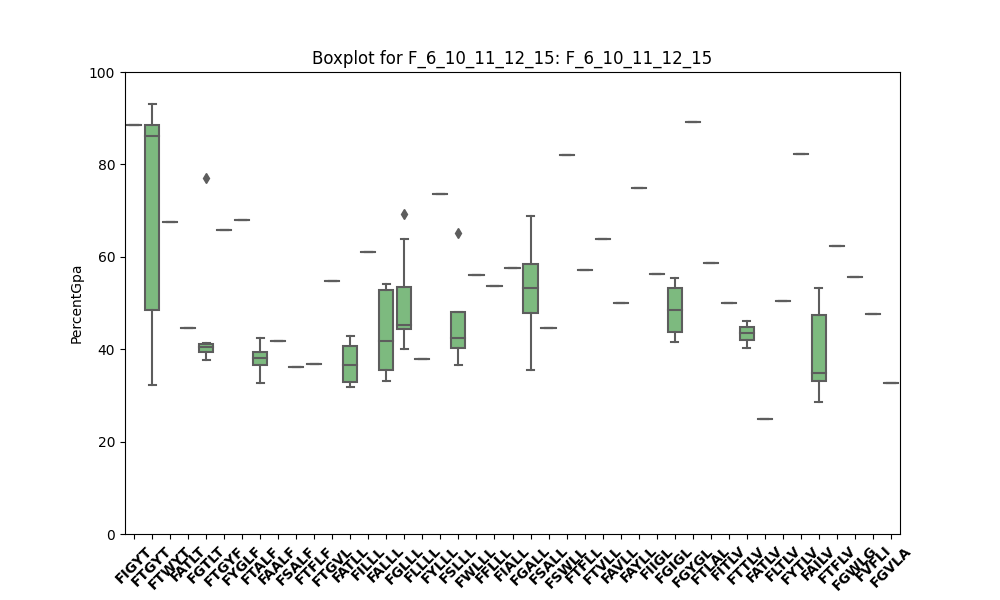 Boxplot for F_6_10_11_12_15: F_6_10_11_12_15
PercentGpa
100
80
60
40
20
0
FIGYT
FTGYT
FTWYT
FATLT
FGTLT
FTGYF
FYGLF
FTALF
FAALF
FSALF
FTFLF
FTGVL
FATLL
FILLL
FALLL
FGLLL
FLILL
FYLLL
FSLLL
FWLLL
FFLLL
FIALL
FGALL
FSALL
FSWLL
FTFLL
FTVLL
FAVLL
FAYLL
FIIGL
FGIGL
FGYGL
FTLAL
FITLV
FTTLV
FATLV
FLTLV
FYTLV
FAILV
FTFLV
FGWLG
FVFLI
FGVLA